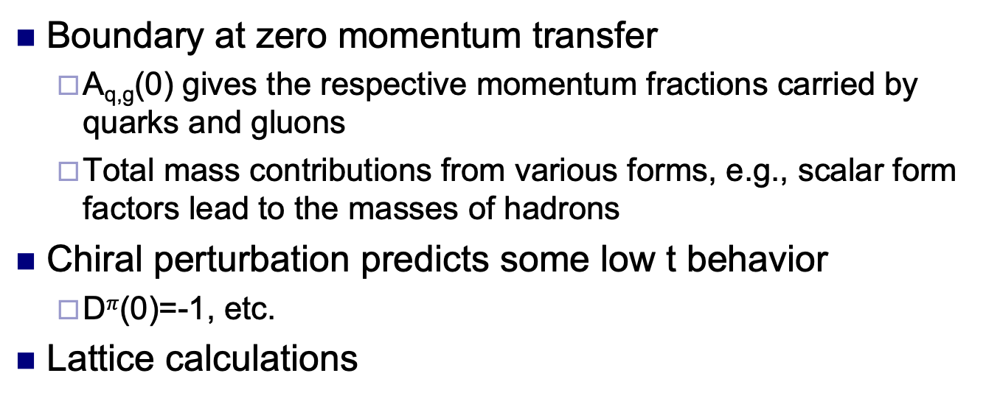 ■ Boundary at zero momentum transfer
□ A_{q,g}(0) gives the respective momentum fractions carried by
quarks and gluons
□ Total mass contributions from various forms, e.g., scalar form
factors lead to the masses of hadrons
■ Chiral perturbation predicts some low t behavior
□ D^π(0)=-1, etc.
■ Lattice calculations